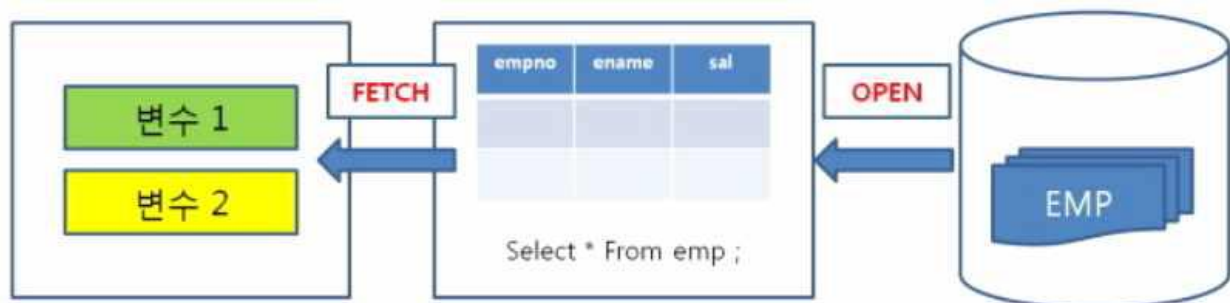 변수 1
변수 2
FETCH
empno ename sal
Select * From emp ;
OPEN
EMP